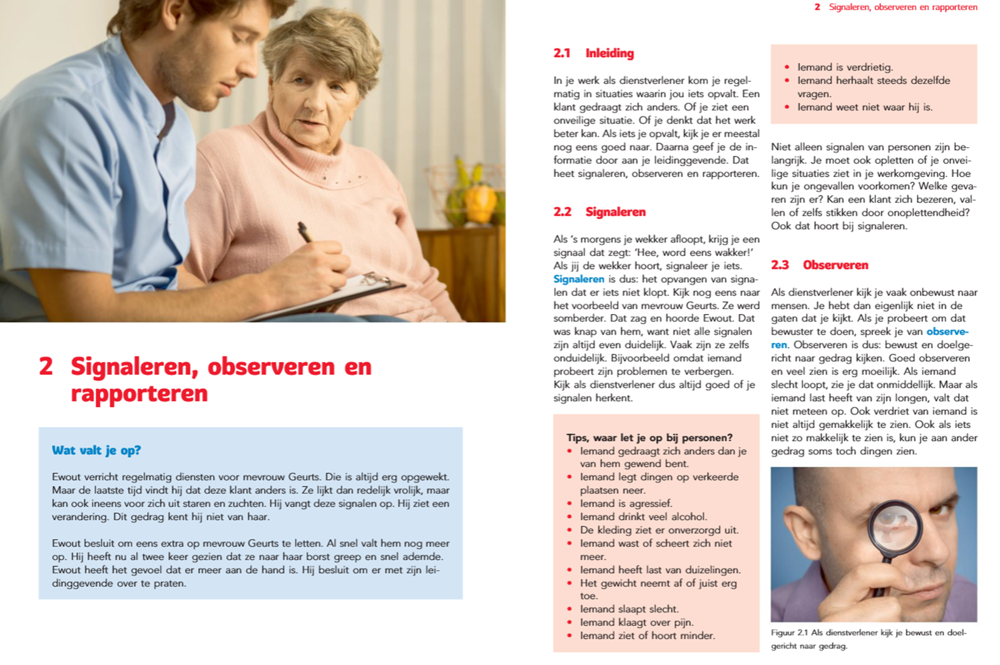 2 Signaleren, observeren en
rapporteren
Wat valt je op?
Ewout verricht regelmatig diensten voor mevrouw Geurts. Die is altijd erg opgewekt.
Maar de laatste tijd vindt hij dat deze klant anders is. Ze lijkt dan redelijk vrolijk, maar
kan ook ineens voor zich uit staren en zuchten. Hij vangt deze signalen op. Hij ziet een
verandering. Dit gedrag kent hij niet van haar.
Ewout besluit om eens extra op mevrouw Geurts te letten. Al snel valt hem nog meer
op. Hij heeft nu al twee keer gezien dat ze naar haar borst greep en snel ademde.
Ewout heeft het gevoel dat er meer aan de hand is. Hij besluit om er met zijn lei-
dinggevende over te praten.
2 Signaleren, observeren en rapporteren
2.1 Inleiding
In je werk als dienstverlener kom je regel-
matig in situaties waarin jou iets opvalt. Een
klant gedraagt zich anders. Of je ziet een
onveilige situatie. Of je denkt dat het werk
beter kan. Als iets je opvalt, kijk je er meestal
nog eens goed naar. Daarna geef je de in-
formatie door aan je leidinggevende. Dat
heet signaleren, observeren en rapporteren.
2.2 Signaleren
Als 's morgens je wekker afloopt, krijg je een
signaal dat zegt: 'Hee, word eens wakker!'
Als jij de wekker hoort, signaleer je iets.
Signaleren is dus: het opvangen van signa-
len dat er iets niet klopt. Kijk nog eens naar
het voorbeeld van mevrouw Geurts. Ze werd
somberder. Dat zag en hoorde Ewout. Dat
was knap van hem, want niet alle signalen
zijn altijd even duidelijk. Vaak zijn ze zelfs
onduidelijk. Bijvoorbeeld omdat iemand
probeert zijn problemen te verbergen.
Kijk als dienstverlener dus altijd goed of je
signalen herkent.
Tips, waar let je op bij personen?
• Iemand gedraagt zich anders dan je
van hem gewend bent.
• Iemand legt dingen op verkeerde
plaatsen neer.
• Iemand is agressief.
• Iemand drinkt veel alcohol.
• De kleding ziet er onverzorgd uit.
• Iemand wast of scheert zich niet
meer.
• Iemand heeft last van duizelingen.
• Het gewicht neemt af of juist erg
toe.
• Iemand slaapt slecht.
• Iemand klaagt over pijn.
• Iemand ziet of hoort minder.
• Iemand is verdrietig.
• Iemand herhaalt steeds dezelfde
vragen.
• Iemand weet niet waar hij is.
Niet alleen signalen van personen zijn be-
langrijk. Je moet ook opletten of je onvei-
lige situaties ziet in je werkomgeving. Hoe
kun je ongevallen voorkomen? Welke geva-
ren zijn er? Kan een klant zich bezeren, val-
len of zelfs stikken door onoplettendheid?
Ook dat hoort bij signaleren.
2.3 Observeren
Als dienstverlener kijk je vaak onbewust naar
mensen. Je hebt dan eigenlijk niet in de
gaten dat je kijkt. Als je probeert om dat
bewuster te doen, spreek je van observe-
ren. Observeren is dus: bewust en doelge-
richt naar gedrag kijken. Goed observeren
en veel zien is erg moeilijk. Als iemand
slecht loopt, zie je dat onmiddellijk. Maar als
iemand last heeft van zijn longen, valt dat
niet meteen op. Ook verdriet van iemand is
niet altijd gemakkelijk te zien. Ook als iets
niet zo makkelijk te zien is, kun je aan ander
gedrag soms toch dingen zien.
Figuur 2.1 Als dienstverlener kijk je bewust en doel-
gericht naar gedrag.